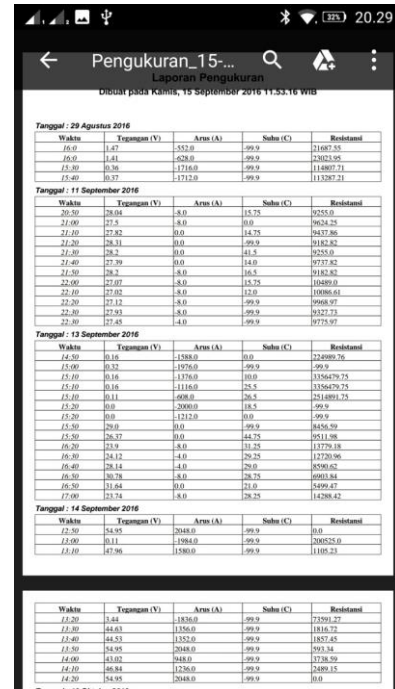 32%
20.29
Pengukuran_15-...
Laporan Pengukuran
Dibuat pada Kamis, 15 September 2016 11.53.16 WIB
Tanggal : 29 Agustus 2016
Waktu Tegangan (V) Arus (A) Suhu (C) Resistansi
16:0 1.47 -552.0 -99.9 21687.55
16:0 1.41 -628.0 -99.9 23023.95
15:30 0.36 -1716.0 -99.9 114807.71
15:40 0.37 -1712.0 -99.9 113287.21
Tanggal : 11 September 2016
Waktu Tegangan (V) Arus (A) Suhu (C) Resistansi
20:50 28.04 -8.0 15.75 9255.0
21:00 27.5 -8.0 0.0 9624.25
21:10 27.82 0.0 14.75 9437.86
21:20 28.31 0.0 -99.9 9182.82
21:30 28.2 0.0 41.5 9255.0
21:40 27.39 0.0 14.0 9737.82
21:50 28.2 -8.0 16.5 9182.82
22:00 27.07 -8.0 15.75 10489.0
22:10 27.02 -8.0 12.0 10086.61
22:20 27.12 -8.0 -99.9 9968.97
22:30 27.93 -8.0 -99.9 9327.73
22:30 27.45 -4.0 -99.9 9775.97
Tanggal : 13 September 2016
Waktu Tegangan (V) Arus (A) Suhu (C) Resistansi
14:50 0.16 -1588.0 0.0 224989.76
15:00 0.32 -1976.0 -99.9 -99.9
15:10 0.16 -1376.0 10.0 3356479.75
15:10 0.16 -1116.0 25.5 3356479.75
15:10 0.11 -608.0 26.5 2514891.75
15:20 0.0 -2000.0 18.5 -99.9
15:20 0.0 -1212.0 0.0 -99.9
15:50 29.0 0.0 -99.9 8456.59
15:50 26.37 0.0 44.75 9511.98
16:20 23.9 -8.0 31.25 13779.18
16:30 24.12 -4.0 29.25 12720.96
16:40 28.14 -4.0 29.0 8590.62
16:50 30.78 -8.0 28.75 6903.84
16:50 31.64 0.0 21.0 5499.47
17:00 23.74 -8.0 28.25 14288.42
Tanggal : 14 September 2016
Waktu Tegangan (V) Arus (A) Suhu (C) Resistansi
12:50 54.95 2048.0 -99.9 0.0
13:00 0.11 -1984.0 -99.9 200525.0
13:10 47.96 1580.0 -99.9 1105.23
Waktu Tegangan (V) Arus (A) Suhu (C) Resistansi
13:20 3.44 -1836.0 -99.9 73591.27
13:30 44.63 1356.0 -99.9 1816.72
13:40 44.53 1352.0 -99.9 1857.45
13:50 54.95 2048.0 -99.9 593.34
14:00 43.02 948.0 -99.9 3738.59
14:10 46.84 1236.0 -99.9 2489.15
14:20 54.95 2048.0 -99.9 0.0